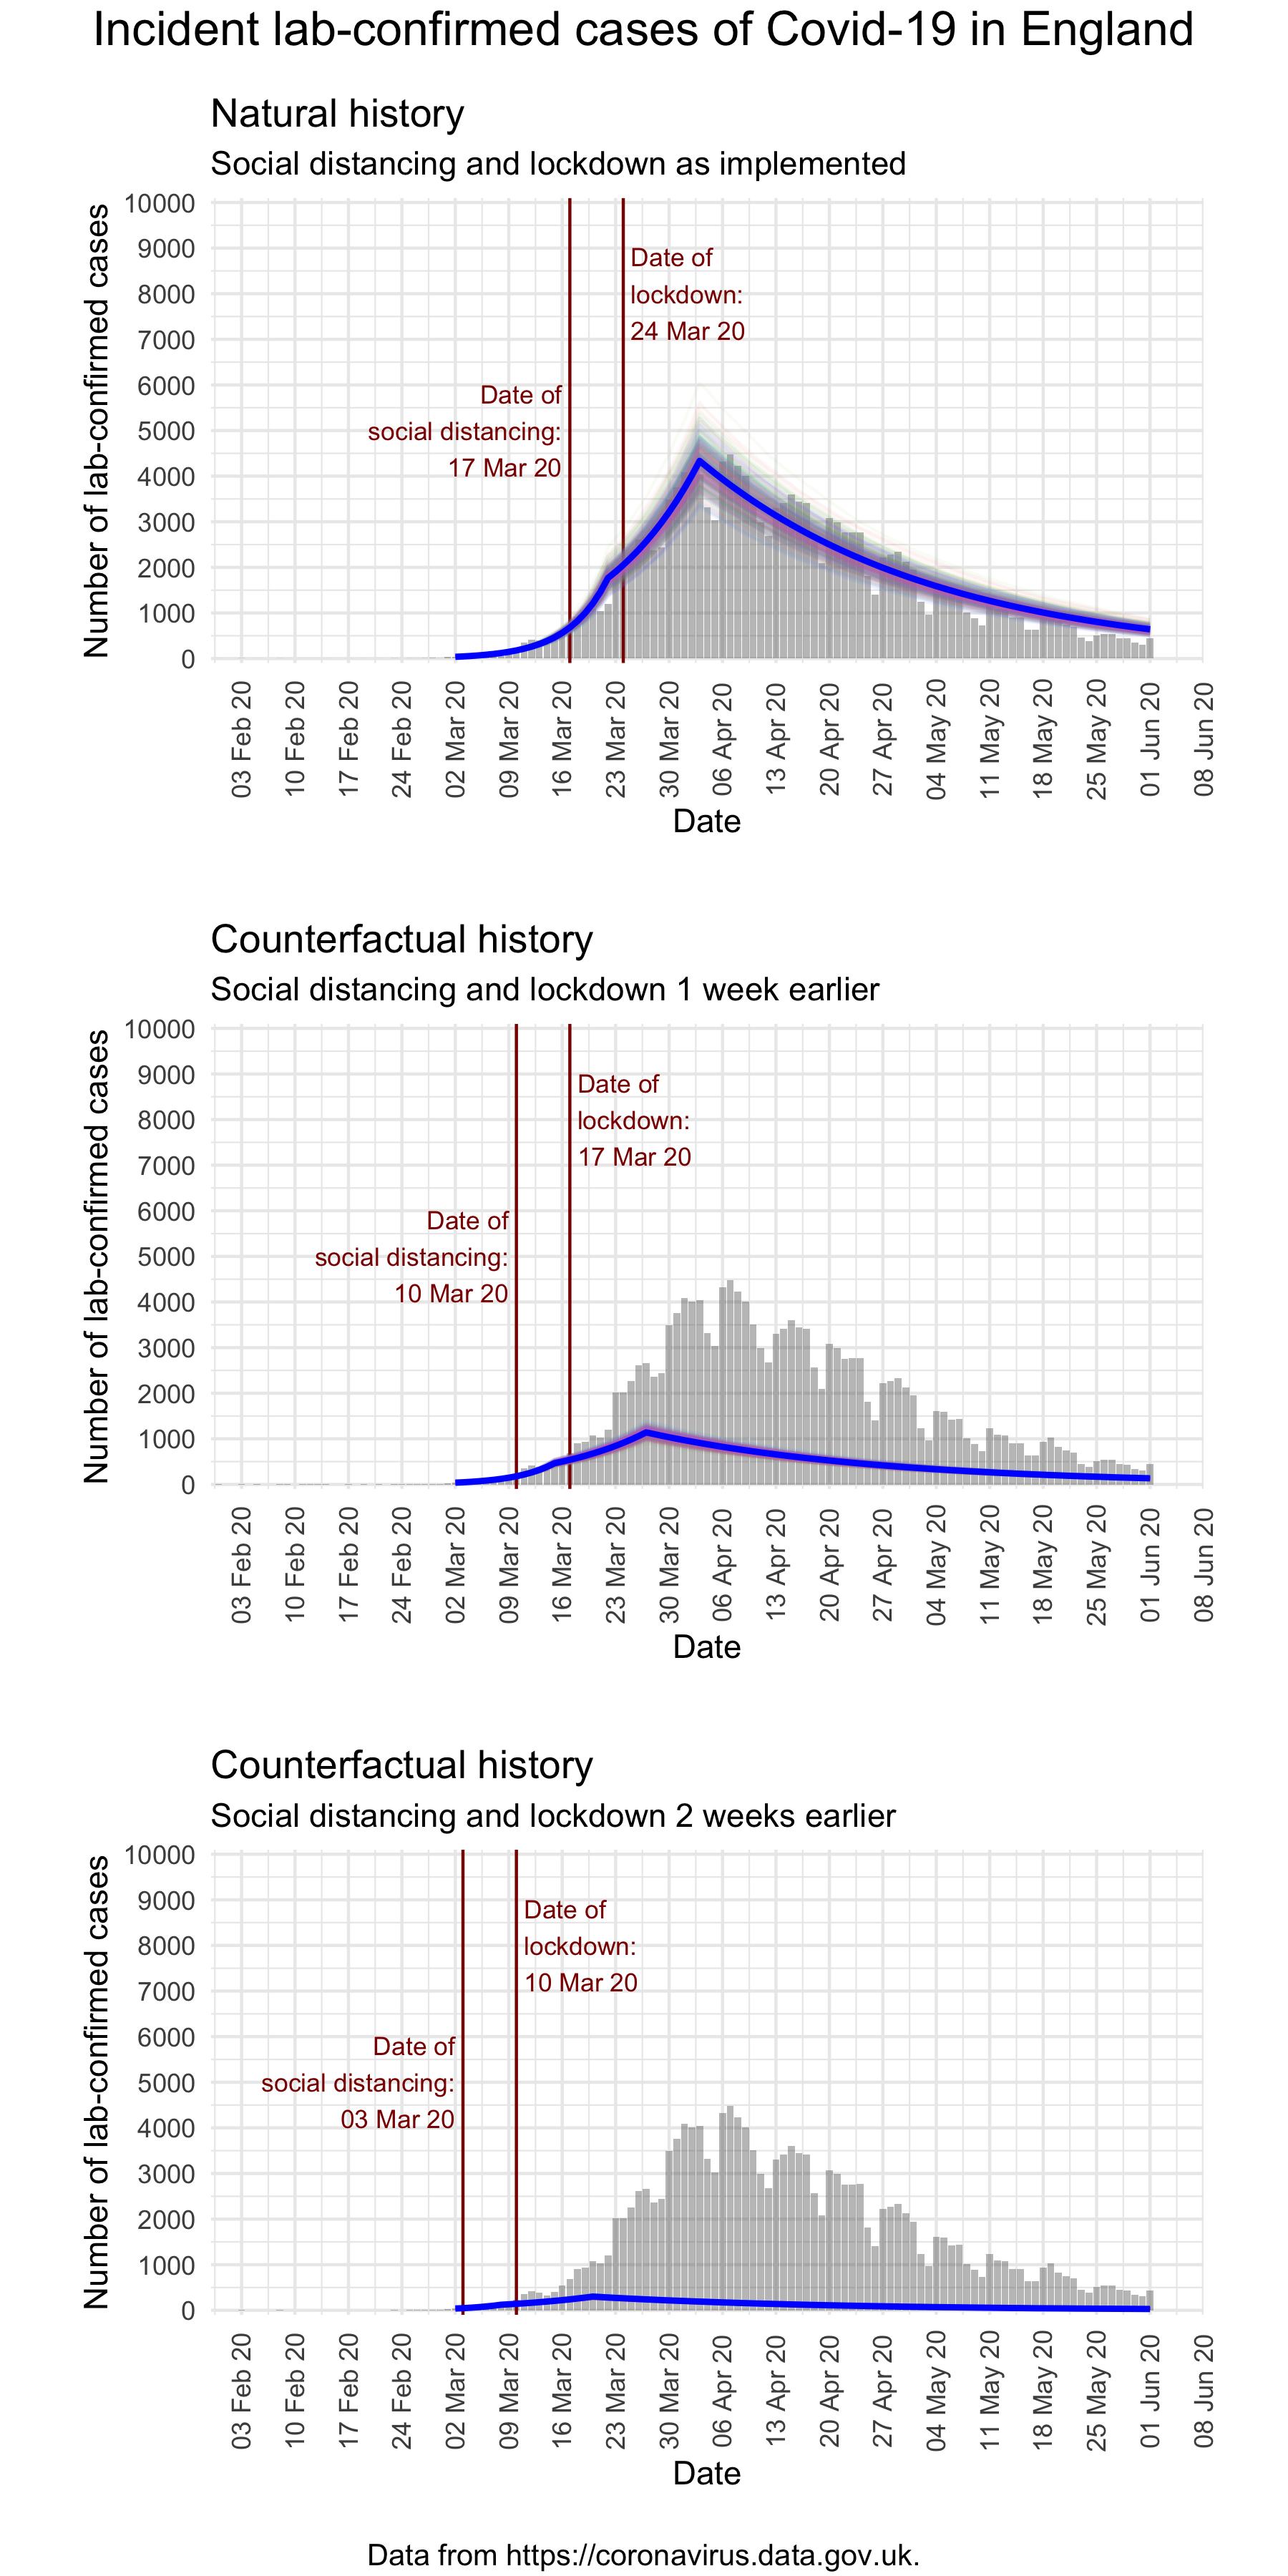 Incident lab-confirmed cases of Covid-19 in England
Natural history
Social distancing and lockdown as implemented
Number of lab-confirmed cases
10000
9000
8000
7000
6000
5000
4000
3000
2000
1000
0
Date of
lockdown:
24 Mar 20
Date of
social distancing:
17 Mar 20
03 Feb 20
10 Feb 20
17 Feb 20
24 Feb 20
02 Mar 20
09 Mar 20
16 Mar 20
23 Mar 20
30 Mar 20
06 Apr 20
13 Apr 20
20 Apr 20
27 Apr 20
04 May 20
11 May 20
18 May 20
25 May 20
01 Jun 20
08 Jun 20
Date
Counterfactual history
Social distancing and lockdown 1 week earlier
Number of lab-confirmed cases
10000
9000
8000
7000
6000
5000
4000
3000
2000
1000
0
Date of
lockdown:
17 Mar 20
Date of
social distancing:
10 Mar 20
03 Feb 20
10 Feb 20
17 Feb 20
24 Feb 20
02 Mar 20
09 Mar 20
16 Mar 20
23 Mar 20
30 Mar 20
06 Apr 20
13 Apr 20
20 Apr 20
27 Apr 20
04 May 20
11 May 20
18 May 20
25 May 20
01 Jun 20
08 Jun 20
Date
Counterfactual history
Social distancing and lockdown 2 weeks earlier
Number of lab-confirmed cases
10000
9000
8000
7000
6000
5000
4000
3000
2000
1000
0
Date of
lockdown:
10 Mar 20
Date of
social distancing:
03 Mar 20
03 Feb 20
10 Feb 20
17 Feb 20
24 Feb 20
02 Mar 20
09 Mar 20
16 Mar 20
23 Mar 20
30 Mar 20
06 Apr 20
13 Apr 20
20 Apr 20
27 Apr 20
04 May 20
11 May 20
18 May 20
25 May 20
01 Jun 20
08 Jun 20
Date
Data from https://coronavirus.data.gov.uk.